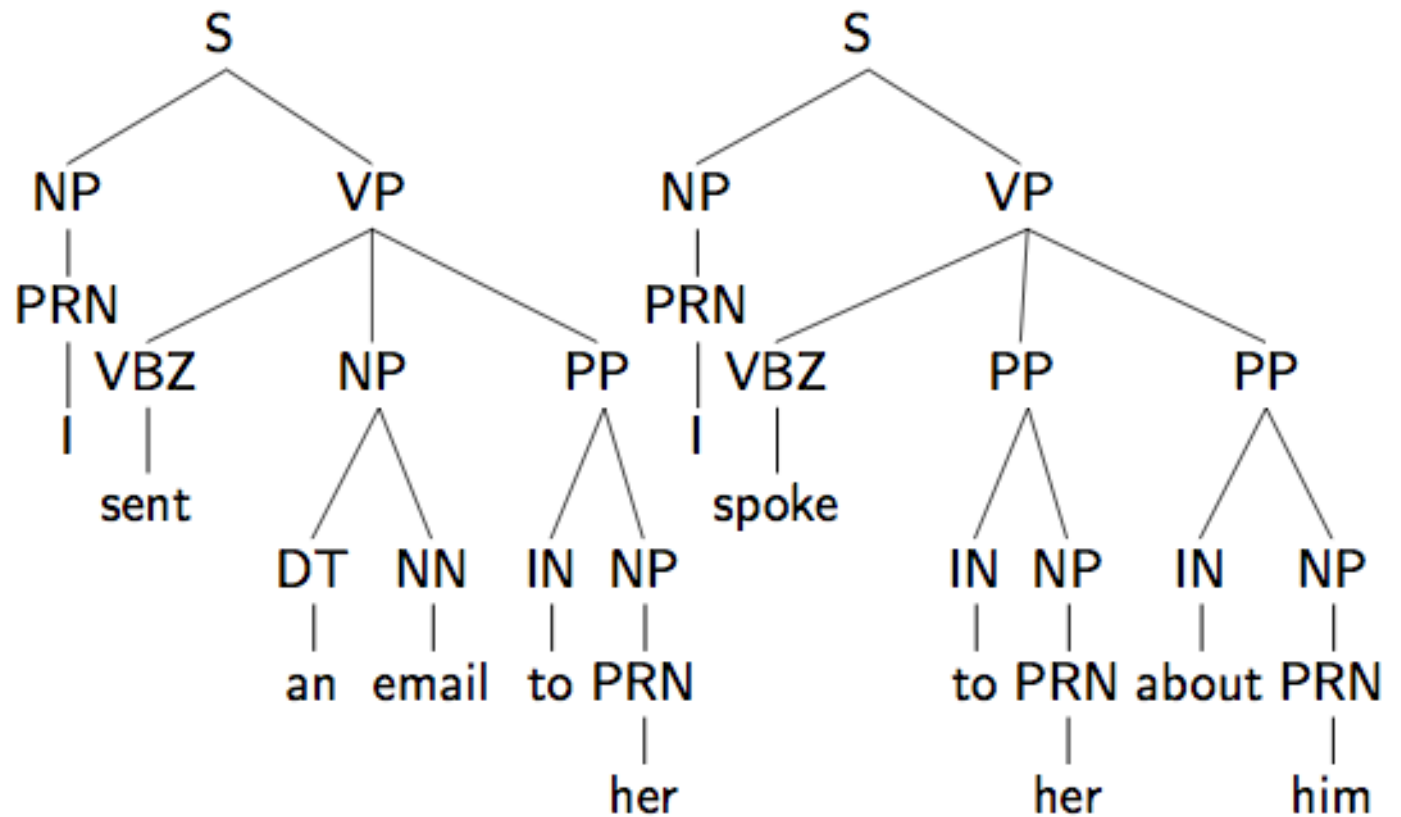 S S
NP VP NP VP
PRN PRN
VBZ NP PP VBZ PP PP
I I
sent spoke
DT NN IN NP IN NP IN NP
an email to PRN to PRN about PRN
her her him